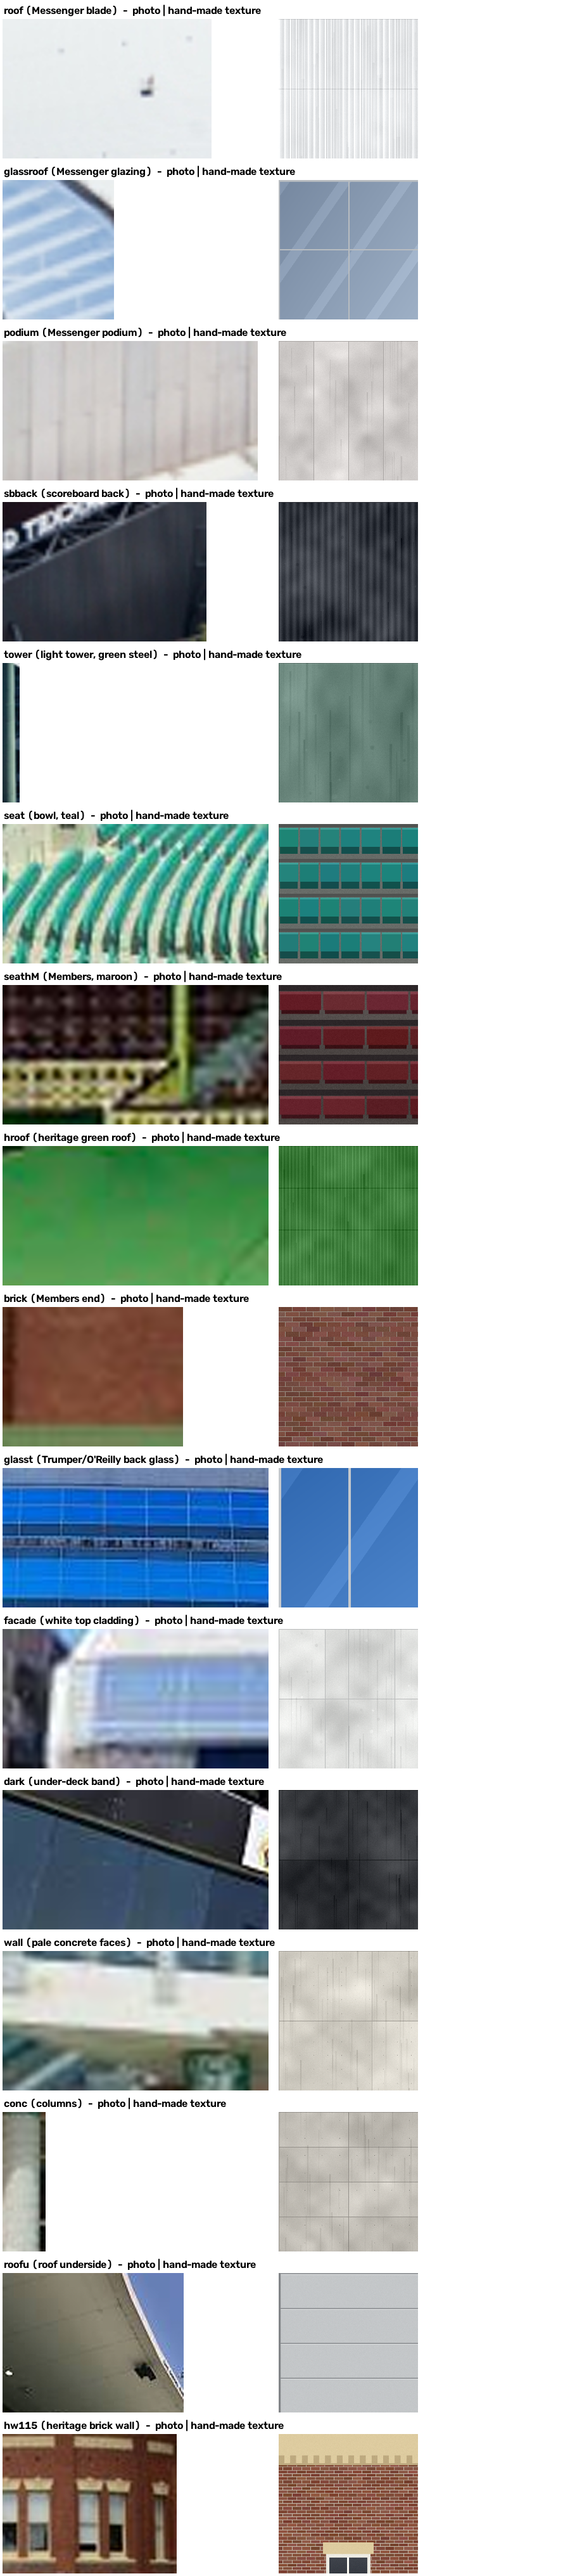 roof (Messenger blade) - photo | hand-made texture
glassroof (Messenger glazing) - photo | hand-made texture
podium (Messenger podium) - photo | hand-made texture
sbback (scoreboard back) - photo | hand-made texture
tower (light tower, green steel) - photo | hand-made texture
seat (bowl, teal) - photo | hand-made texture
seathM (Members, maroon) - photo | hand-made texture
hroof (heritage green roof) - photo | hand-made texture
brick (Members end) - photo | hand-made texture
glasst (Trumper/O'Reilly back glass) - photo | hand-made texture
facade (white top cladding) - photo | hand-made texture
dark (under-deck band) - photo | hand-made texture
wall (pale concrete faces) - photo | hand-made texture
conc (columns) - photo | hand-made texture
roofu (roof underside) - photo | hand-made texture
hw115 (heritage brick wall) - photo | hand-made texture